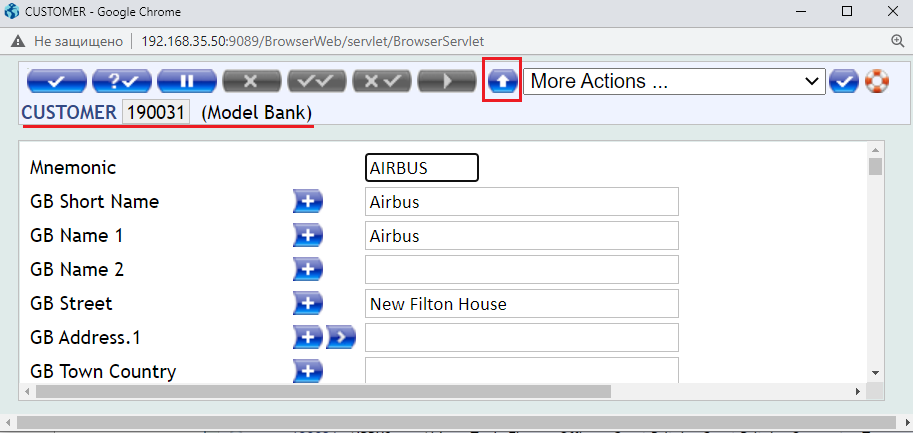 CUSTOMER - Google Chrome
Не защищено 192.168.35.50:9089/BrowserWeb/servlet/BrowserServlet
More Actions ...
CUSTOMER 190031 (Model Bank)
Mnemonic AIRBUS
GB Short Name Airbus
GB Name 1 Airbus
GB Name 2
GB Street New Filton House
GB Address.1
GB Town Country